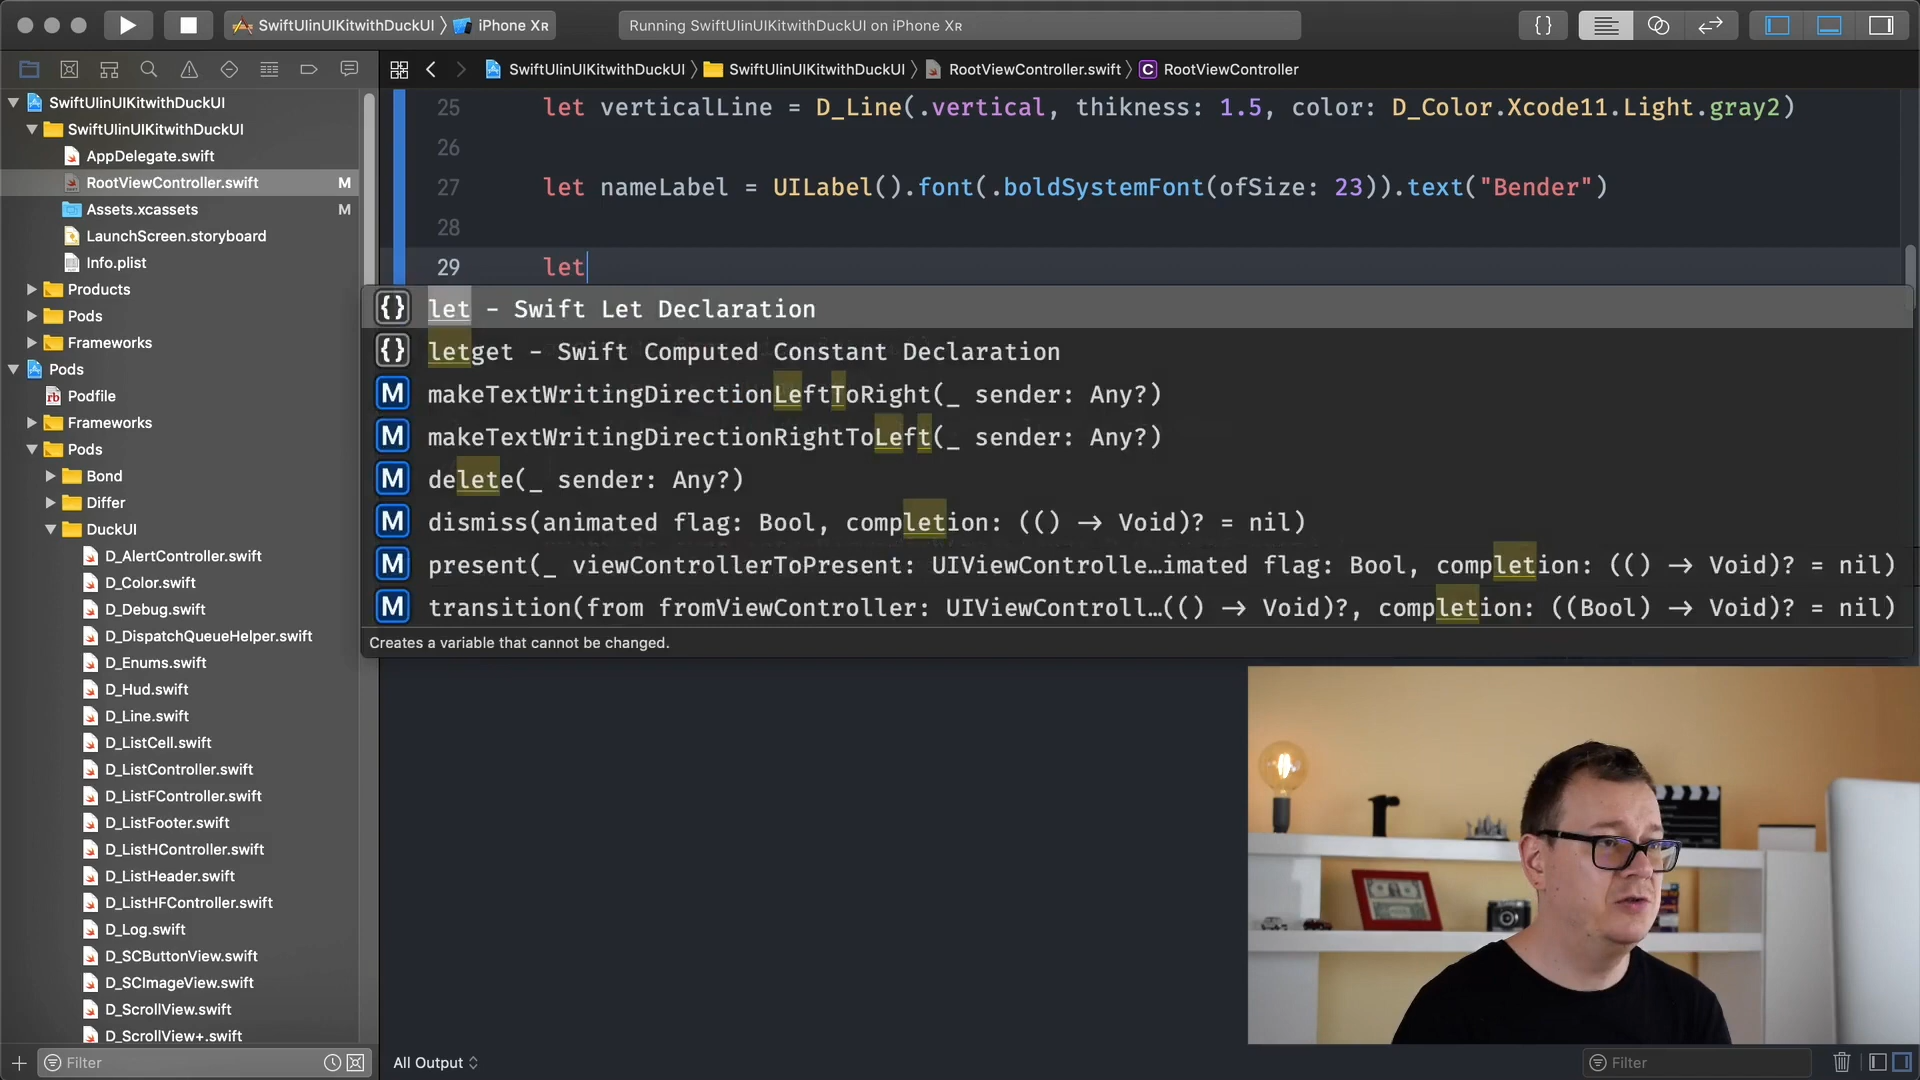 SwiftUIinUIKitwithDuckUI
iPhone XR
Running SwiftUIinUIKitwithDuckUI on iPhone XR
{}
SwiftUIinUIKitwithDuckUI
SwiftUIinUIKitwithDuckUI
RootViewController.swift
RootViewController
C
SwiftUIinUIKitwithDuckUI
SwiftUIinUIKitwithDuckUI
AppDelegate.swift
RootViewController.swift M
Assets.xcassets M
LaunchScreen.storyboard
Info.plist
Products
Pods
Frameworks
Pods
rb Podfile
Frameworks
Pods
Bond
Differ
DuckUI
D_AlertController.swift
D_Color.swift
D_Debug.swift
D_DispatchQueueHelper.swift
D_Enums.swift
D_Hud.swift
D_Line.swift
D_ListCell.swift
D_ListController.swift
D_ListFController.swift
D_ListFooter.swift
D_ListHController.swift
D_ListHeader.swift
D_ListHFController.swift
D_Log.swift
D_SCButtonView.swift
D_SCImageView.swift
D_ScrollView.swift
D_ScrollView+.swift
Filter
25 let verticalLine = D_Line(.vertical, thikness: 1.5, color: D_Color.Xcode11.Light.gray2)
26
27 let nameLabel = UILabel().font(.boldSystemFont(ofSize: 23)).text("Bender")
28
29 let
{} let - Swift Let Declaration
{} letget - Swift Computed Constant Declaration
M makeTextWritingDirectionLeftToRight(_ sender: Any?)
M makeTextWritingDirectionRightToLeft(_ sender: Any?)
M delete(_ sender: Any?)
M dismiss(animated flag: Bool, completion: (() → Void)? = nil)
M present(_ viewControllerToPresent: UIViewControlle…imated flag: Bool, completion: (() → Void)? = nil)
M transition(from fromViewController: UIViewControll…(() → Void)?, completion: ((Bool) → Void)? = nil)
Creates a variable that cannot be changed.
All Output
Filter